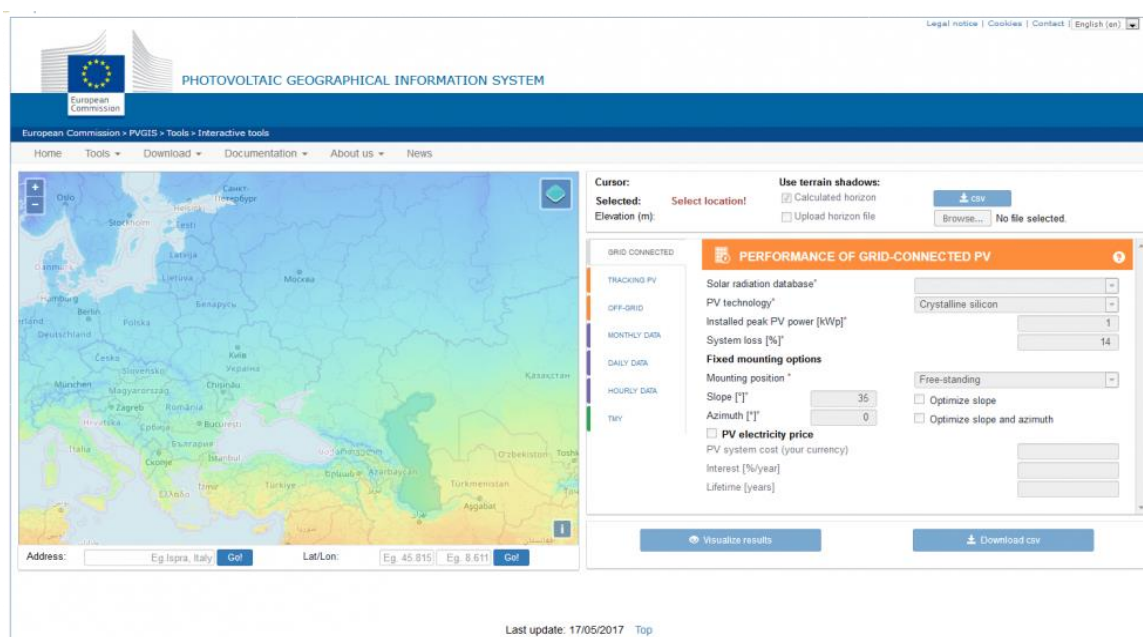 Legal notice | Cookies | Contact | English (en)
PHOTOVOLTAIC GEOGRAPHICAL INFORMATION SYSTEM
European
Commission
European Commission > PVGIS > Tools > Interactive tools
Home Tools Download Documentation About us News
+
-
Oslo
Санкт-
Петербург
Helsinki
Stockholm
Eesti
Latvija
Danmark
Lietuva
Москва
Hamburg
Berlin
Беларусь
Polska
Deutschland
Česko
Київ
Slovensko
Україна
München
Magyarország
Chișinău
Қазақстан
Zagreb
România
Hrvatska
Србија
București
Italia
България
Скопје
İstanbul
O'zbekiston
Toshk
Azərbaycan
Ελλάδα
İzmir
Türkiye
Türkmenistan
Aşgabat
i
Address: Eg. Ispra, Italy Go! Lat/Lon: Eg. 45.815 Eg. 8.611 Go!
Cursor:
Selected: Select location!
Elevation (m):
Use terrain shadows:
Calculated horizon csv
Upload horizon file Browse... No file selected.
GRID CONNECTED
TRACKING PV
OFF-GRID
MONTHLY DATA
DAILY DATA
HOURLY DATA
TMY
PERFORMANCE OF GRID-CONNECTED PV ?
Solar radiation database*
PV technology* Crystalline silicon
Installed peak PV power [kWp]* 1
System loss [%]* 14
Fixed mounting options
Mounting position * Free-standing
Slope [°]* 35 Optimize slope
Azimuth [°]* 0 Optimize slope and azimuth
PV electricity price
PV system cost (your currency)
Interest [%/year]
Lifetime [years]
Visualize results Download csv
Last update: 17/05/2017 Top